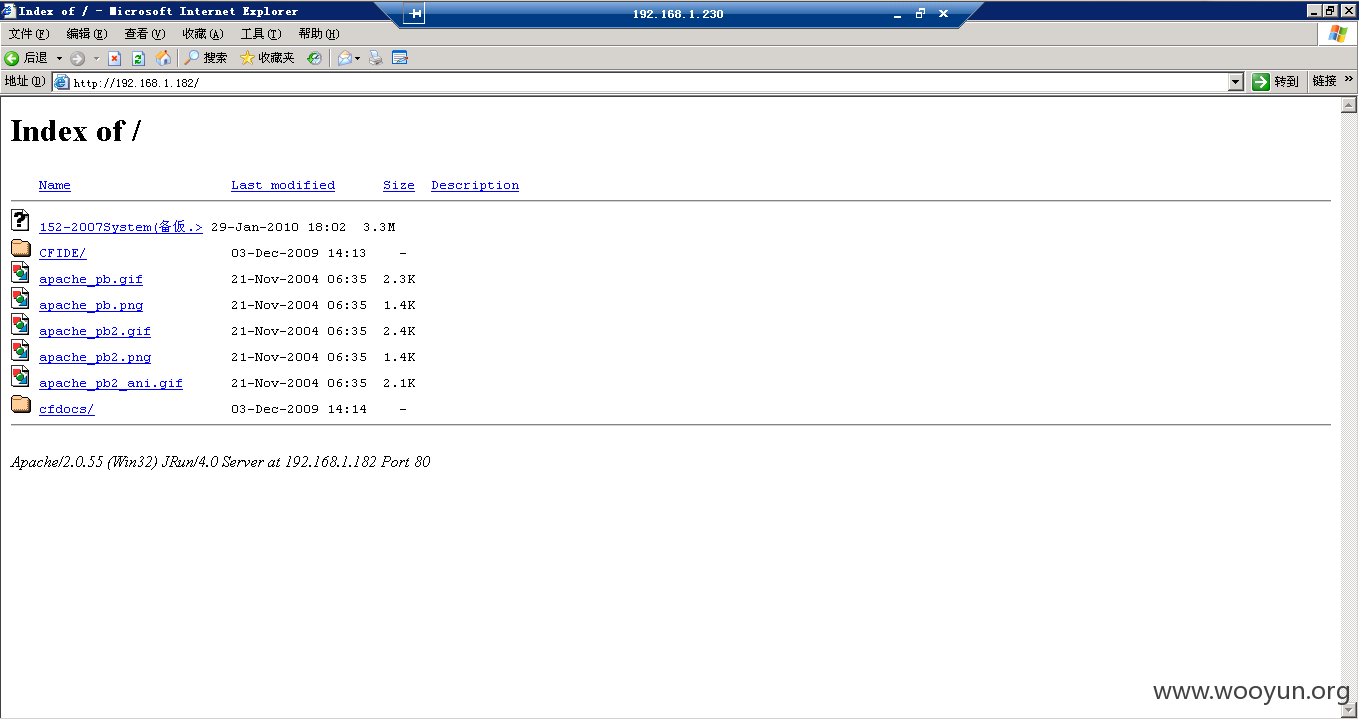 Index of / - Microsoft Internet Explorer
192.168.1.230
文件(F) 编辑(E) 查看(V) 收藏(A) 工具(T) 帮助(H)
后退 搜索 收藏夹
地址(D) http://192.168.1.182/ 转到 链接 »
Index of /
Name Last modified Size Description
152-2007System(备仮.> 29-Jan-2010 18:02 3.3M
CFIDE/ 03-Dec-2009 14:13 -
apache_pb.gif 21-Nov-2004 06:35 2.3K
apache_pb.png 21-Nov-2004 06:35 1.4K
apache_pb2.gif 21-Nov-2004 06:35 2.4K
apache_pb2.png 21-Nov-2004 06:35 1.4K
apache_pb2_ani.gif 21-Nov-2004 06:35 2.1K
cfdocs/ 03-Dec-2009 14:14 -
Apache/2.0.55 (Win32) JRun/4.0 Server at 192.168.1.182 Port 80
www.wooyun.org